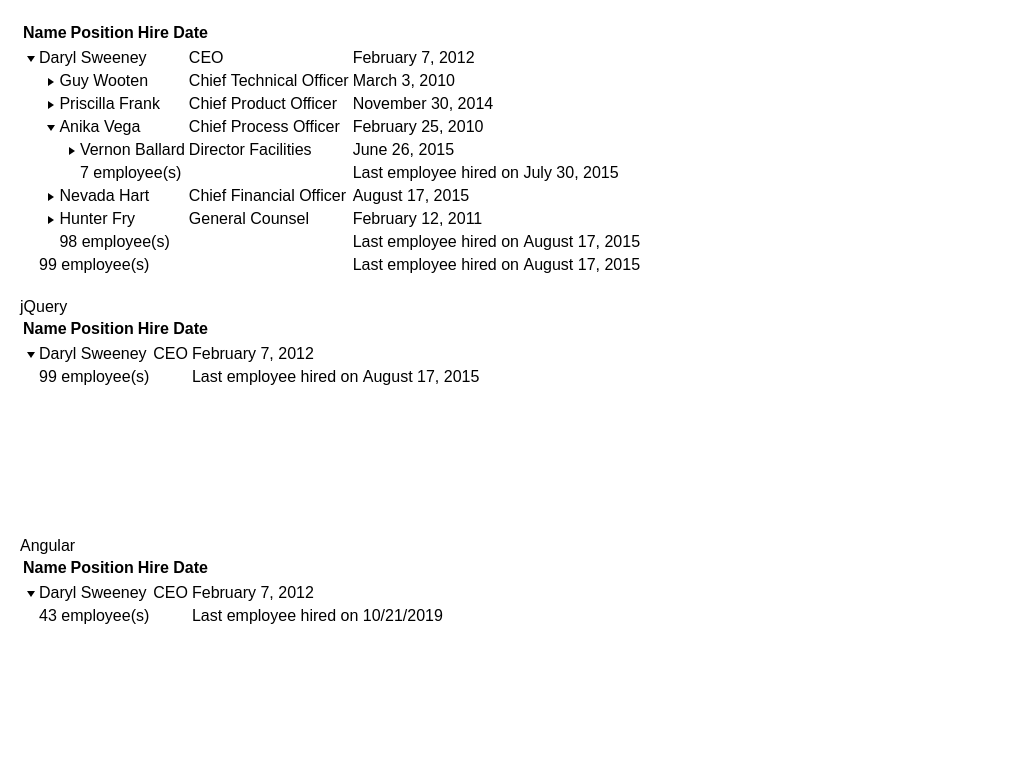 Name Position Hire Date
Daryl Sweeney CEO February 7, 2012
Guy Wooten Chief Technical Officer March 3, 2010
Priscilla Frank Chief Product Officer November 30, 2014
Anika Vega Chief Process Officer February 25, 2010
Vernon Ballard Director Facilities June 26, 2015
7 employee(s) Last employee hired on July 30, 2015
Nevada Hart Chief Financial Officer August 17, 2015
Hunter Fry General Counsel February 12, 2011
98 employee(s) Last employee hired on August 17, 2015
99 employee(s) Last employee hired on August 17, 2015
jQuery
Name Position Hire Date
Daryl Sweeney CEO February 7, 2012
99 employee(s) Last employee hired on August 17, 2015
Angular
Name Position Hire Date
Daryl Sweeney CEO February 7, 2012
43 employee(s) Last employee hired on 10/21/2019